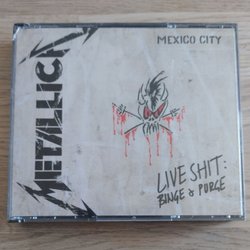 METALLICA
MEXICO CITY
LIVE SHIT:
BINGE & PURGE